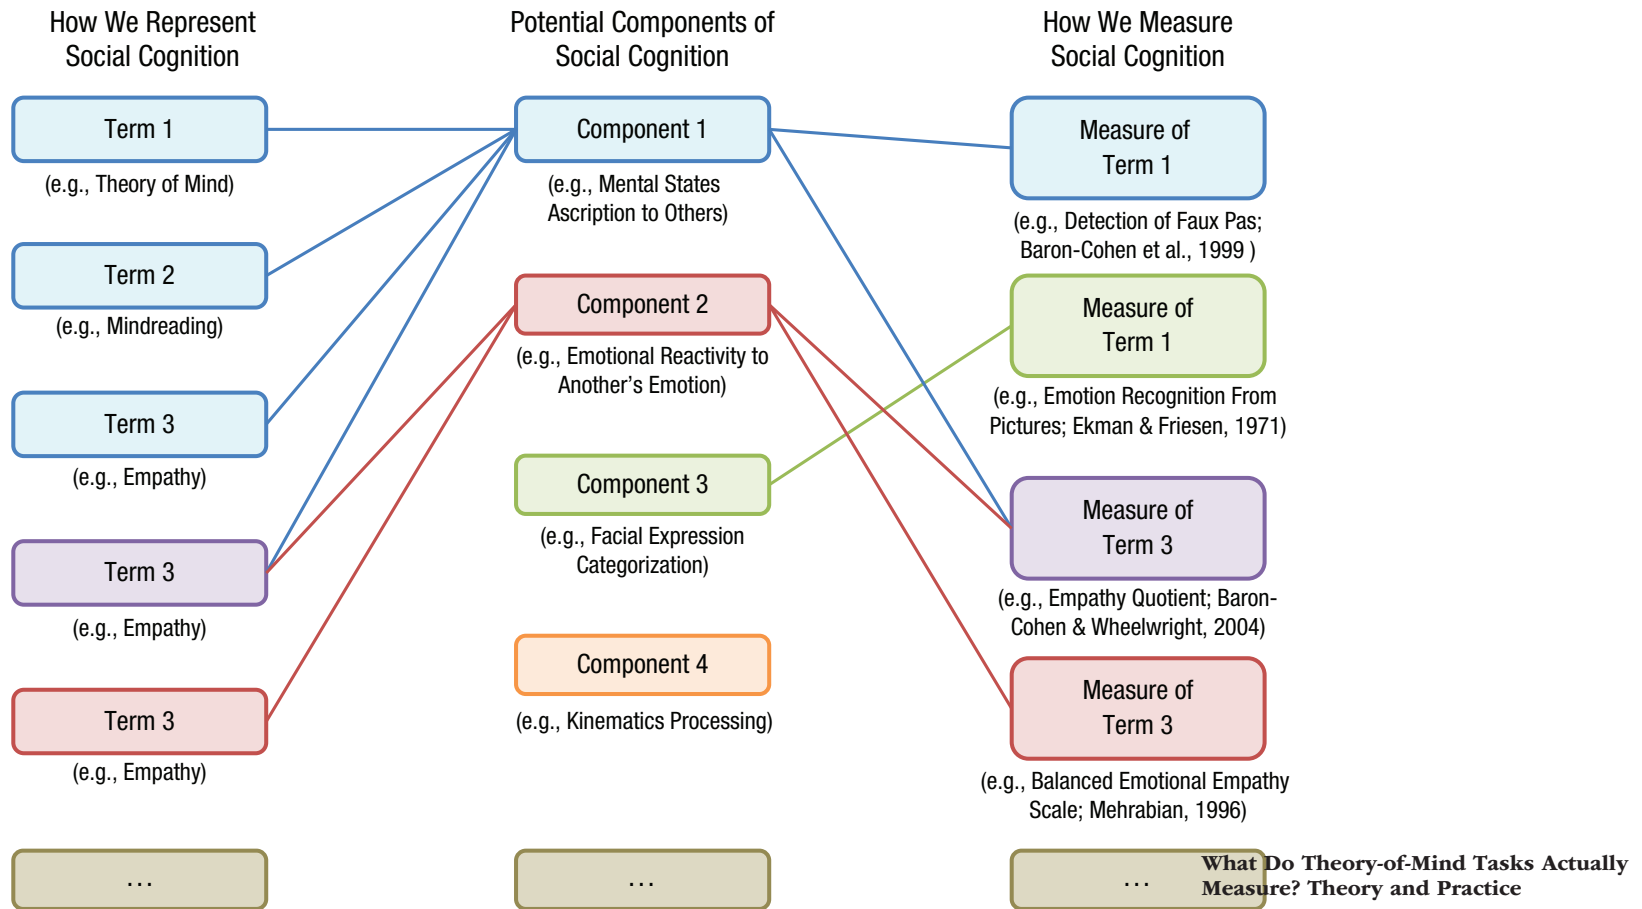 How We Represent
Social Cognition
Term 1
(e.g., Theory of Mind)
Term 2
(e.g., Mindreading)
Term 3
(e.g., Empathy)
Term 3
(e.g., Empathy)
Term 3
(e.g., Empathy)
...
Potential Components of
Social Cognition
Component 1
(e.g., Mental States
Ascription to Others)
Component 2
(e.g., Emotional Reactivity to
Another’s Emotion)
Component 3
(e.g., Facial Expression
Categorization)
Component 4
(e.g., Kinematics Processing)
...
How We Measure
Social Cognition
Measure of
Term 1
(e.g., Detection of Faux Pas;
Baron-Cohen et al., 1999 )
Measure of
Term 1
(e.g., Emotion Recognition From
Pictures; Ekman & Friesen, 1971)
Measure of
Term 3
(e.g., Empathy Quotient; Baron-
Cohen & Wheelwright, 2004)
Measure of
Term 3
(e.g., Balanced Emotional Empathy
Scale; Mehrabian, 1996)
...
What Do Theory-of-Mind Tasks Actually
Measure? Theory and Practice